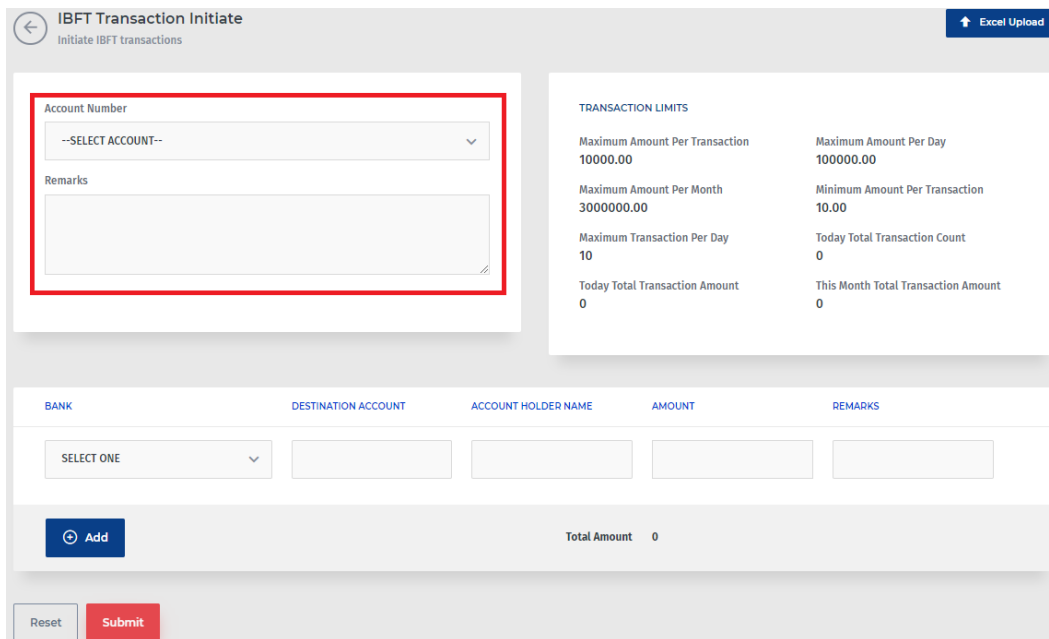 IBFT Transaction Initiate
Initiate IBFT transactions
Excel Upload
Account Number
--SELECT ACCOUNT--
Remarks
TRANSACTION LIMITS
Maximum Amount Per Transaction
10000.00
Maximum Amount Per Day
100000.00
Maximum Amount Per Month
3000000.00
Minimum Amount Per Transaction
10.00
Maximum Transaction Per Day
10
Today Total Transaction Count
0
Today Total Transaction Amount
0
This Month Total Transaction Amount
0
BANK DESTINATION ACCOUNT ACCOUNT HOLDER NAME AMOUNT REMARKS
SELECT ONE
Add
Total Amount 0
Reset Submit